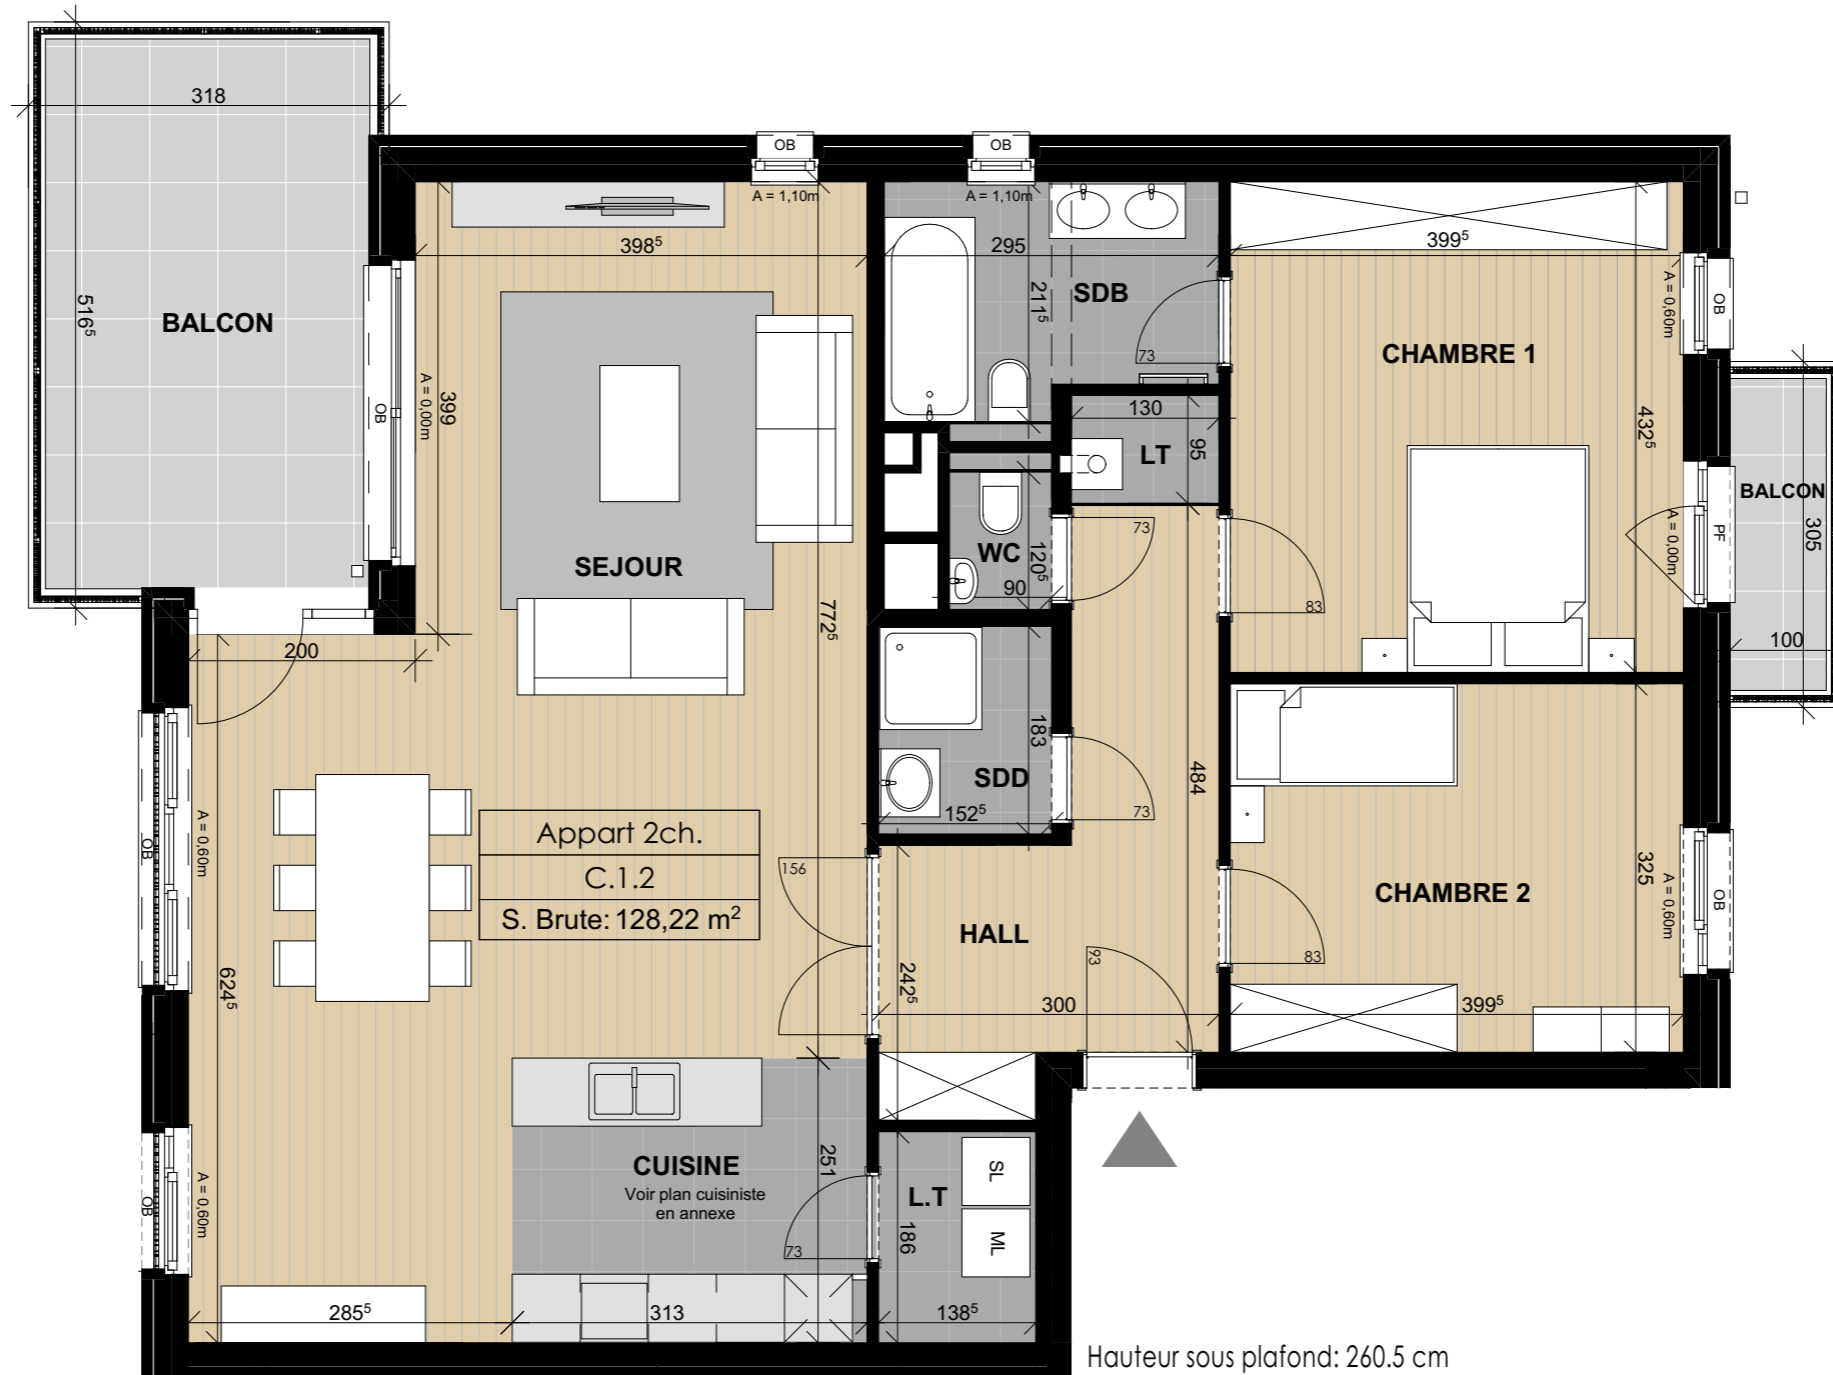 318
OB
OB
A = 1,10m
A = 1,10m
398⁵
295
399⁵
516⁵
BALCON
211⁵
SDB
73
CHAMBRE 1
A = 0,60m
OB
OB
A = 0,00m
399
130
95
LT
432⁵
BALCON
305
PF
A = 0,00m
100
SEJOUR
WC
120⁵
90
73
83
772⁵
200
183
SDD
152⁵
73
484
OB
A = 0,60m
Appart 2ch.
C.1.2
S. Brute: 128,22 m²
156
HALL
242⁵
300
93
83
CHAMBRE 2
325
A = 0,60m
OB
399⁵
624⁵
CUISINE
Voir plan cuisiniste
en annexe
251
73
L.T
186
SL
ML
OB
A = 0,60m
285⁵
313
138⁵
Hauteur sous plafond: 260.5 cm